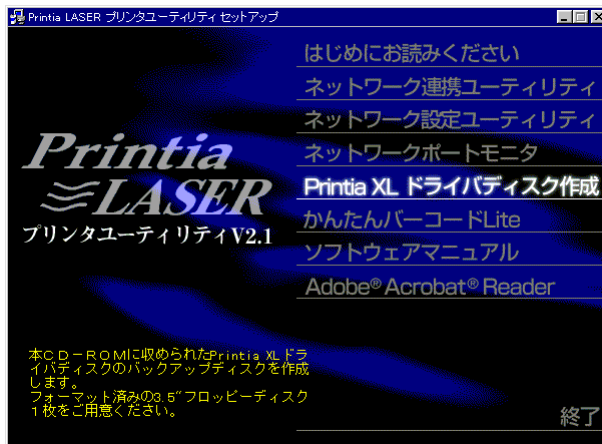 Printia LASER プリンタユーティリティ セットアップ
はじめにお読みください
ネットワーク連携ユーティリティ
ネットワーク設定ユーティリティ
ネットワークポートモニタ
Printia XL ドライバディスク作成
かんたんバーコードLite
ソフトウェアマニュアル
Adobe® Acrobat® Reader
Printia
LASER
プリンタユーティリティV2.1
本CD－ROMに収められたPrintia XLドラ
イバディスクのバックアップディスクを作成
します。
フォーマット済みの3.5″フロッピーディスク
1枚をご用意ください。
終了